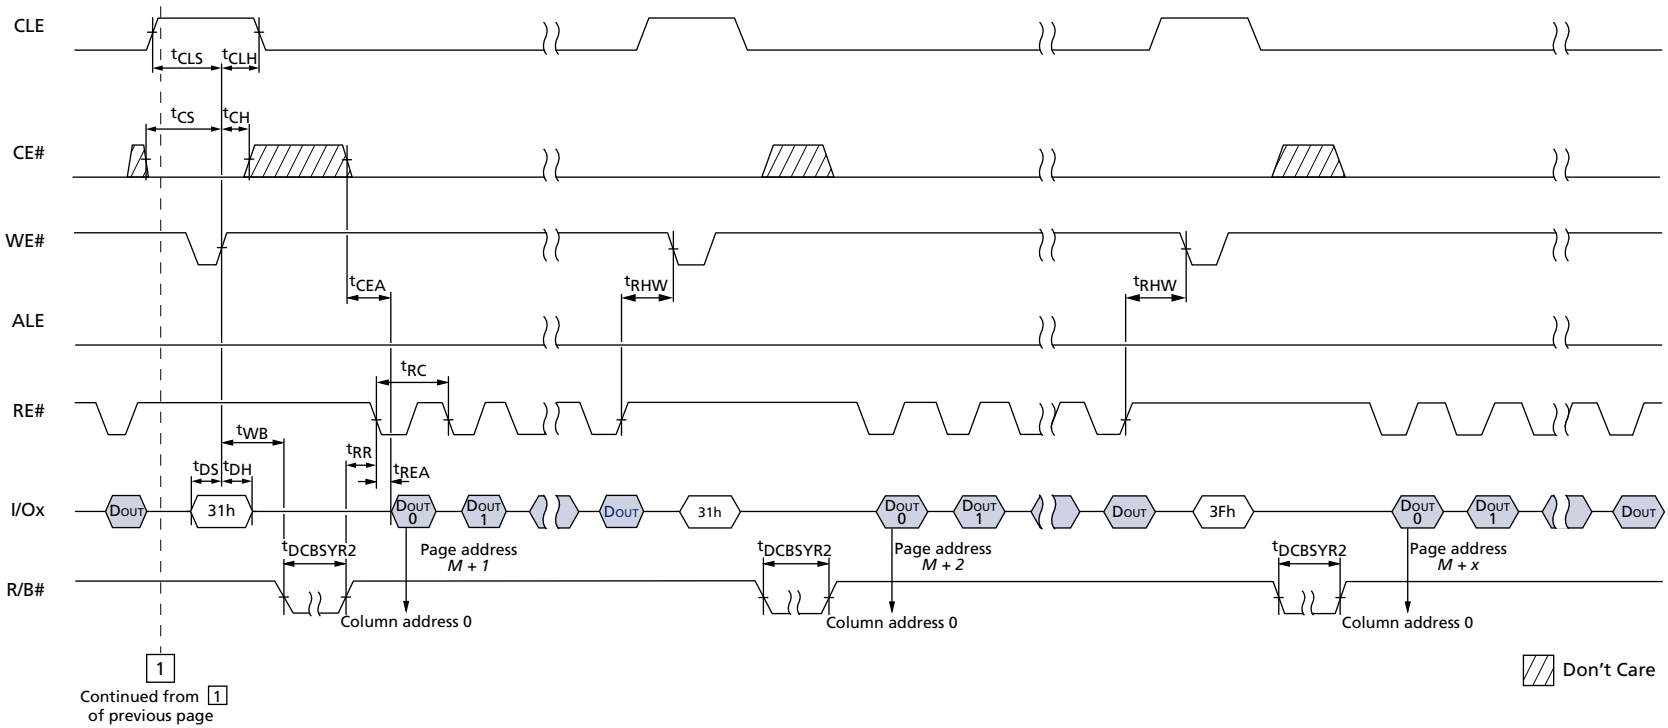 CLE
tCLS tCLH
tCS tCH
CE#
WE#
tCEA tRHW tRHW
ALE
tRC
RE#
tWB
tRR
tDS tDH tREA
I/Ox DOUT 31h DOUT 0 DOUT 1 DOUT 31h DOUT 0 DOUT 1 DOUT 3Fh DOUT 0 DOUT 1 DOUT
tDCBSYR2 Page address M + 1 tDCBSYR2 Page address M + 2 tDCBSYR2 Page address M + x
R/B#
Column address 0 Column address 0 Column address 0
1
Don't Care
Continued from 1
of previous page